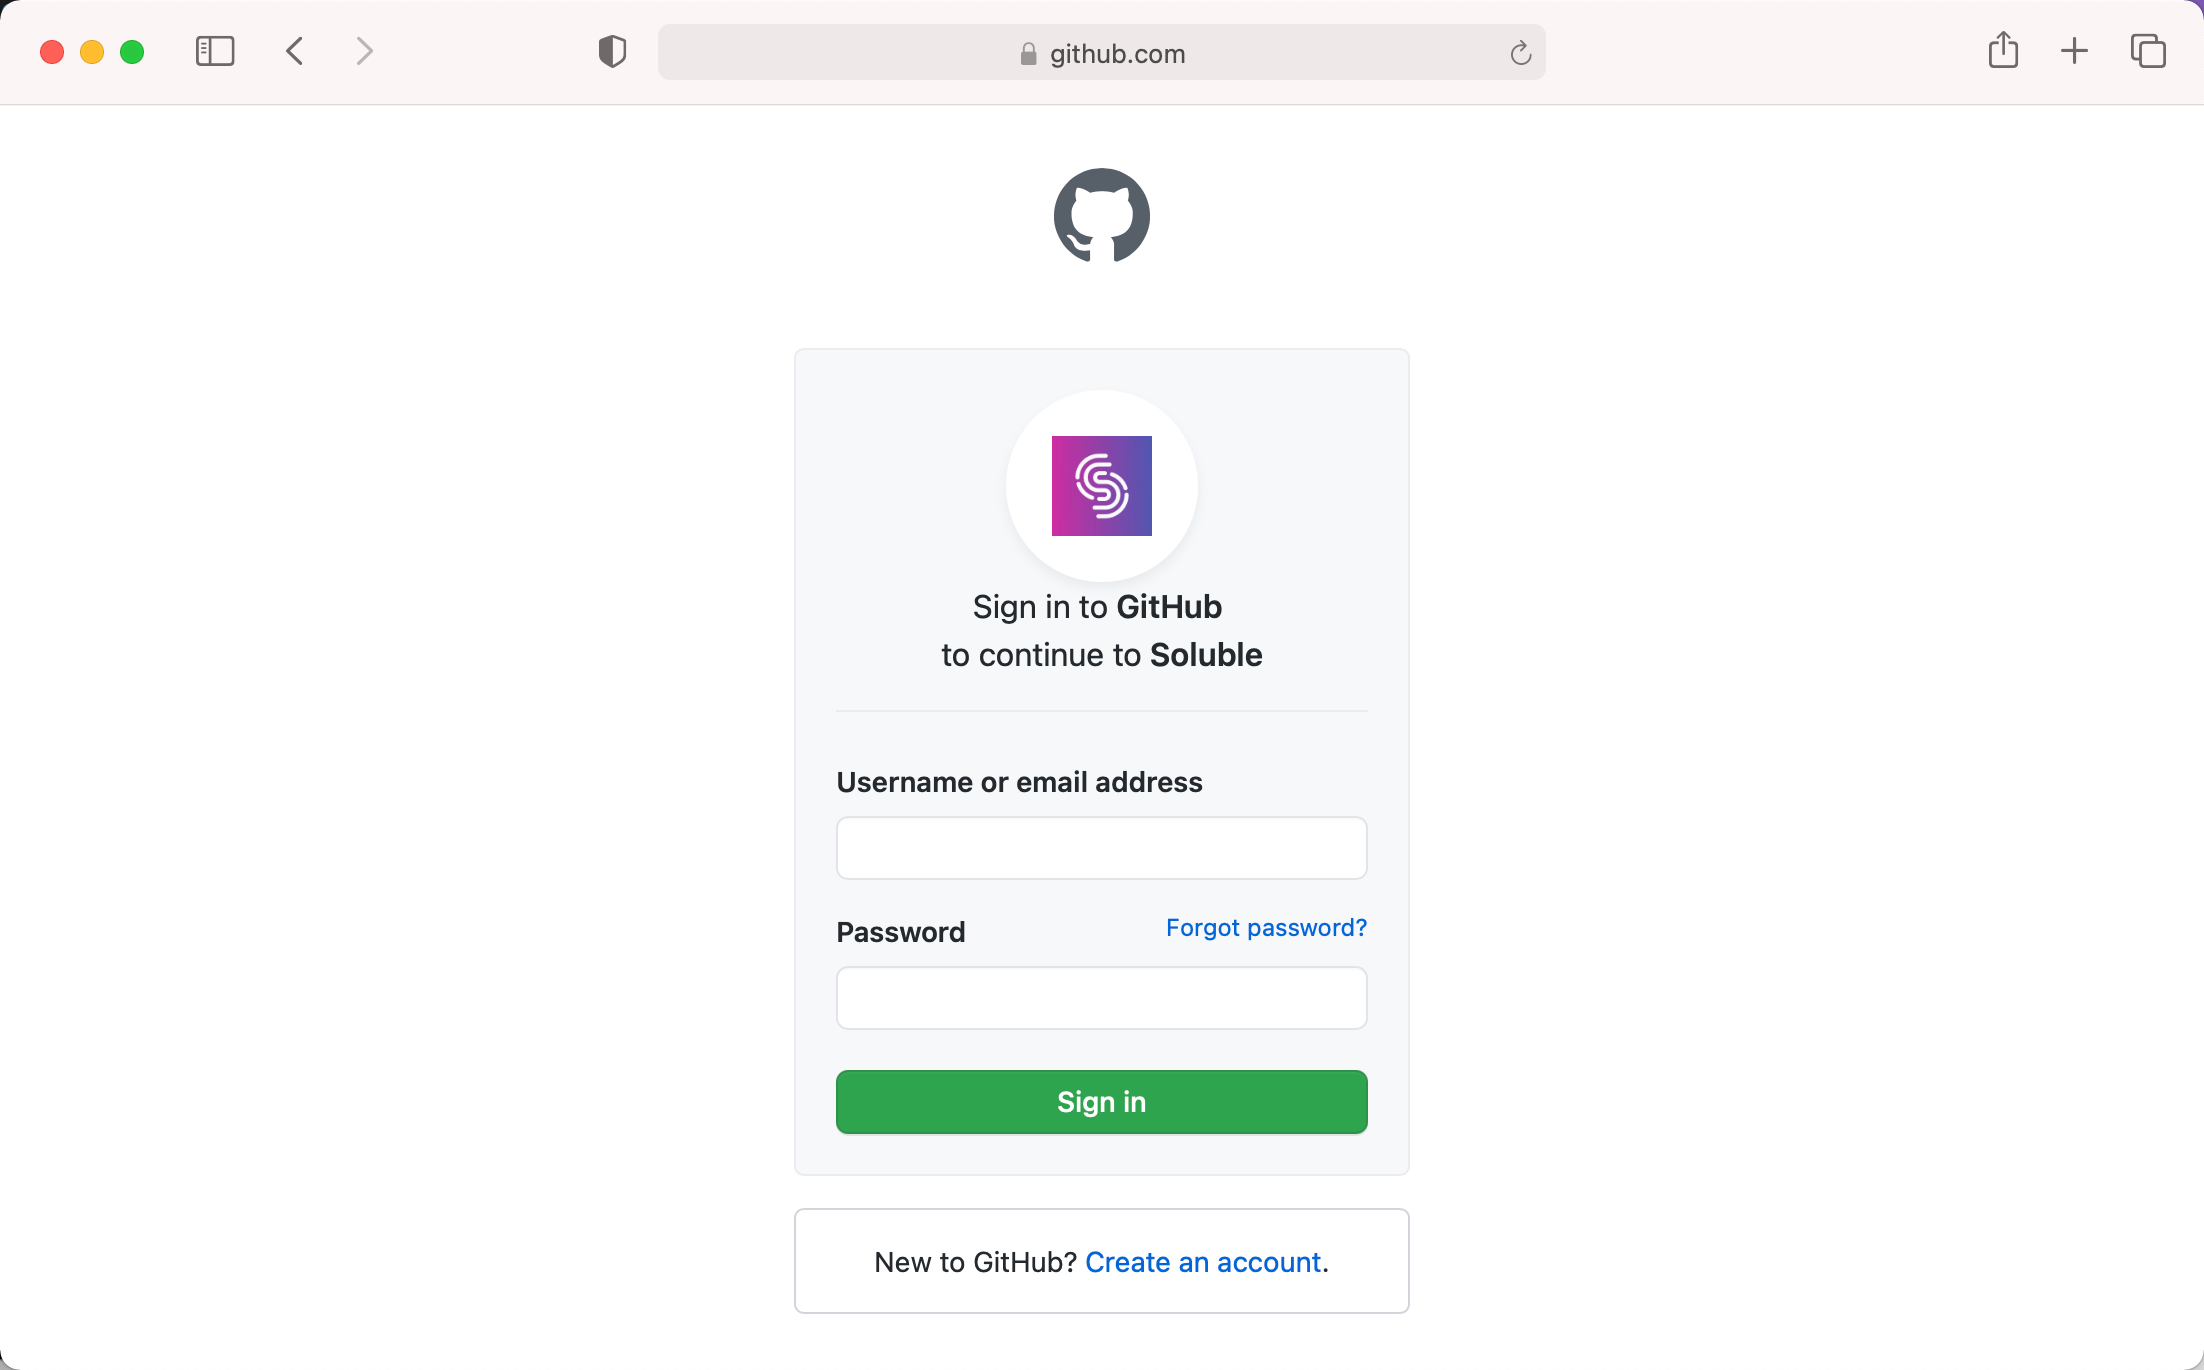 github.com
Sign in to GitHub
to continue to Soluble
Username or email address
Password
Forgot password?
Sign in
New to GitHub? Create an account.